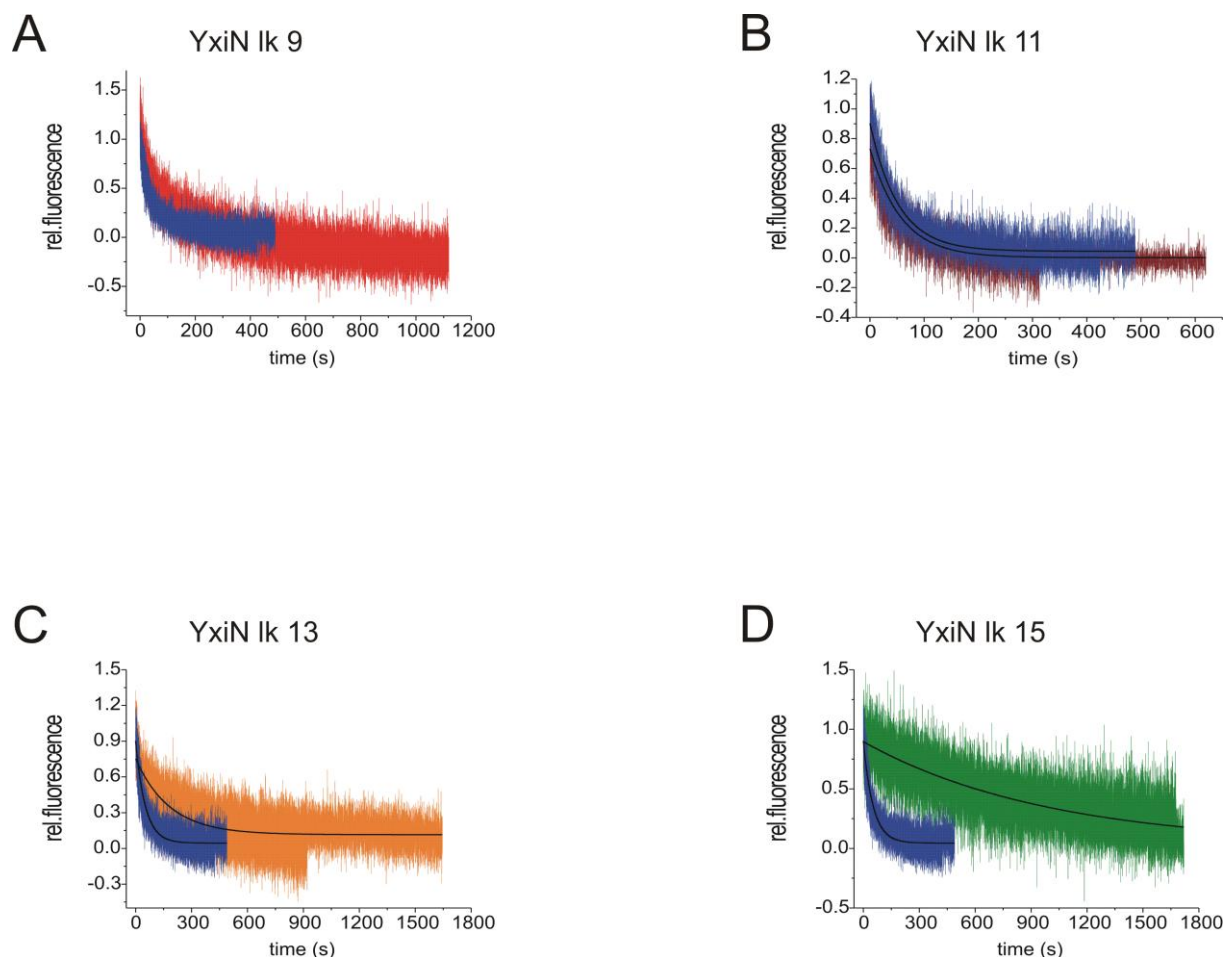 A
YxiN lk 9
rel.fluorescence
1.5
1.0
0.5
0.0
-0.5
0 200 400 600 800 1000 1200
time (s)
B
YxiN lk 11
rel.fluorescence
1.2
1.0
0.8
0.6
0.4
0.2
0.0
-0.2
-0.4
0 100 200 300 400 500 600
time (s)
C
YxiN lk 13
rel.fluorescence
1.5
1.2
0.9
0.6
0.3
0.0
-0.3
0 300 600 900 1200 1500 1800
time (s)
D
YxiN lk 15
rel.fluorescence
1.5
1.0
0.5
0.0
-0.5
0 300 600 900 1200 1500 1800
time (s)